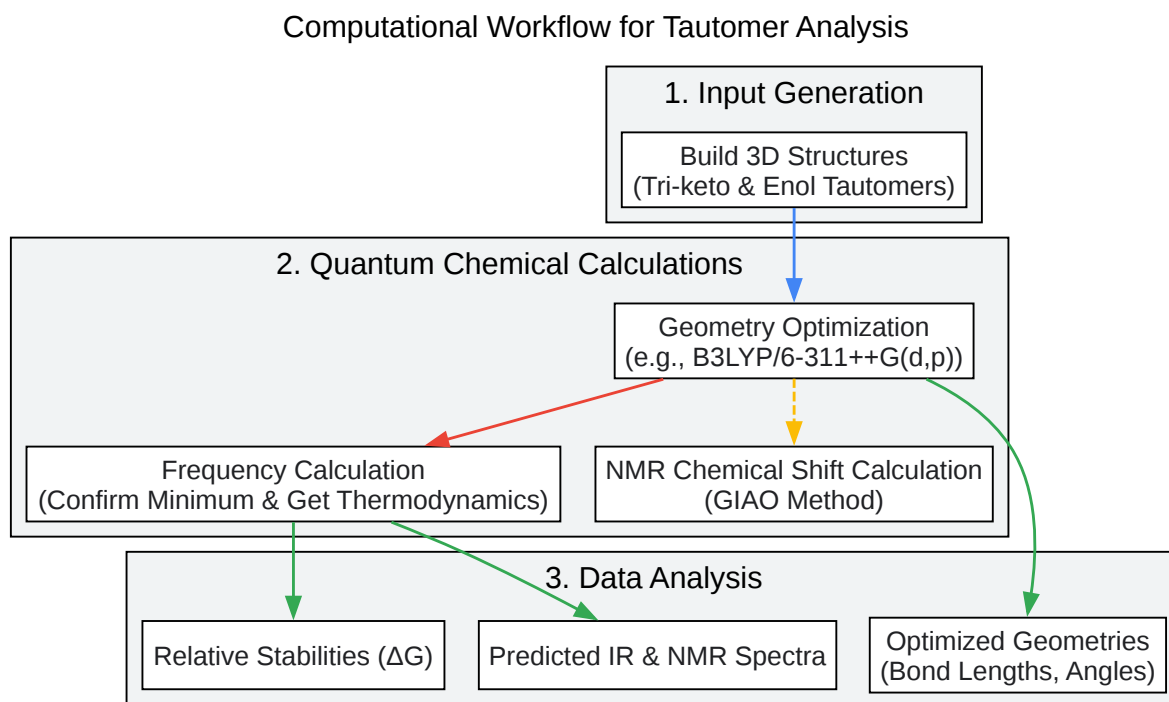 Computational Workflow for Tautomer Analysis
1. Input Generation
Build 3D Structures
(Tri-keto & Enol Tautomers)
2. Quantum Chemical Calculations
Geometry Optimization
(e.g., B3LYP/6-311++G(d,p))
Frequency Calculation
(Confirm Minimum & Get Thermodynamics)
NMR Chemical Shift Calculation
(GIAO Method)
3. Data Analysis
Relative Stabilities (ΔG)
Predicted IR & NMR Spectra
Optimized Geometries
(Bond Lengths, Angles)